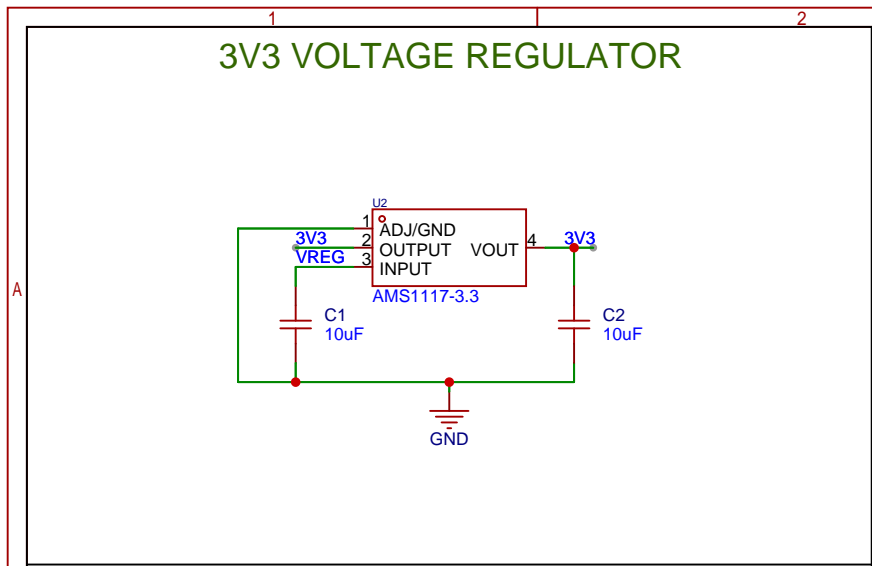 1
2
3V3 VOLTAGE REGULATOR
A
U2
1
ADJ/GND
3V3
2
OUTPUT
VOUT
4
3V3
VREG
3
INPUT
AMS1117-3.3
C1
10uF
C2
10uF
GND